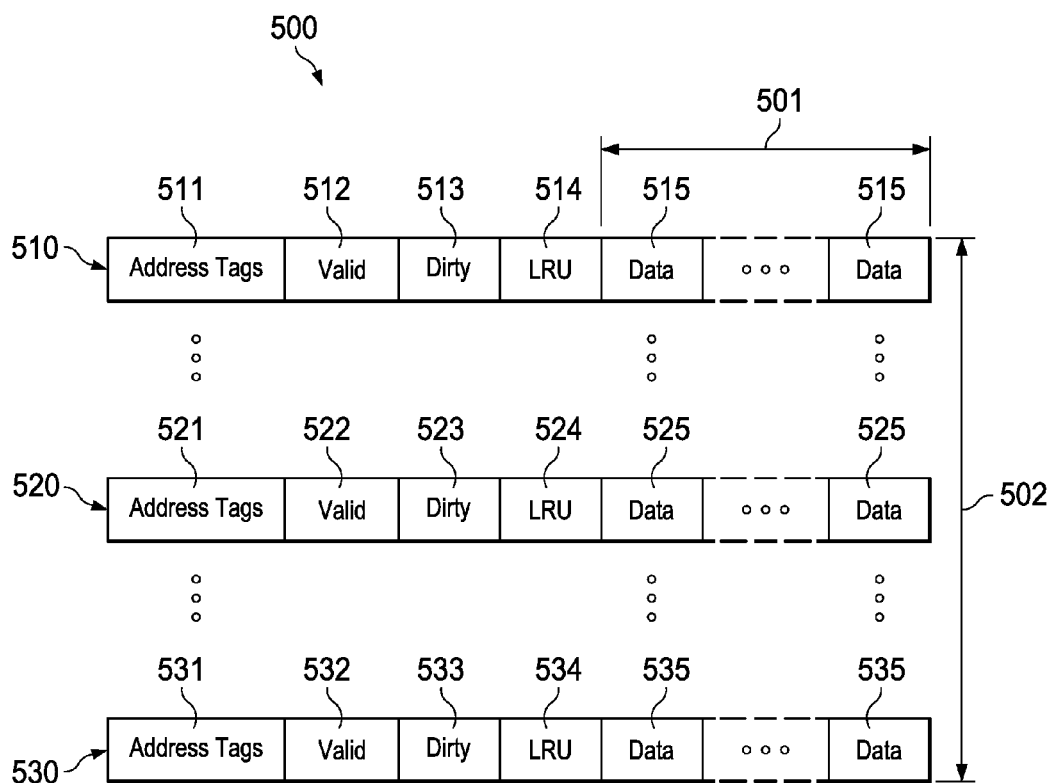 500
501
511 512 513 514 515 515
510 Address Tags Valid Dirty LRU Data Data
521 522 523 524 525 525
520 Address Tags Valid Dirty LRU Data Data
502
531 532 533 534 535 535
530 Address Tags Valid Dirty LRU Data Data